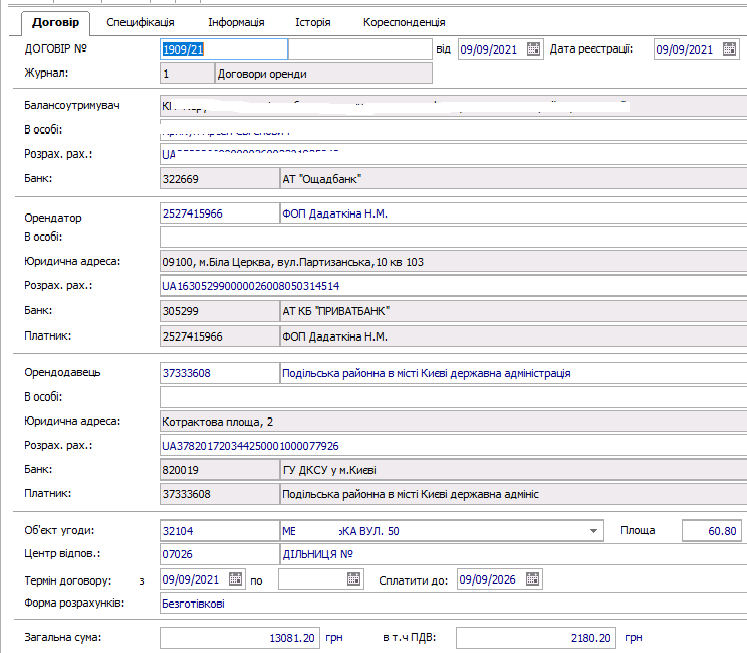 Договір Специфікація Інформація Історія Кореспонденція
ДОГОВІР № 1909/21 від 09/09/2021 Дата реєстрації: 09/09/2021
Журнал: 1 Договори оренди
Балансоутримувач
В особі:
Розрах. рах.: UA
Банк: 322669 АТ "Ощадбанк"
Орендатор 2527415966 ФОП Дадаткіна Н.М.
В особі:
Юридична адреса: 09100, м.Біла Церква, вул.Партизанська,10 кв 103
Розрах. рах.: UA163052990000026008050314514
Банк: 305299 АТ КБ "ПРИВАТБАНК"
Платник: 2527415966 ФОП Дадаткіна Н.М.
Орендодавець 37333608 Подільська районна в місті Києві державна адміністрація
В особі:
Юридична адреса: Котрактова площа, 2
Розрах. рах.: UA378201720344250001000077926
Банк: 820019 ГУ ДКСУ у м.Києві
Платник: 37333608 Подільська районна в місті Києві державна адмініс
Об'єкт угоди: 32104 МЕ ЬКА ВУЛ. 50 Площа 60.80
Центр відпов.: 07026 ДІЛЬНИЦЯ №
Термін договору: з 09/09/2021 по Сплатити до: 09/09/2026
Форма розрахунків: Безготівкові
Загальна сума: 13081.20 грн в т.ч ПДВ: 2180.20 грн